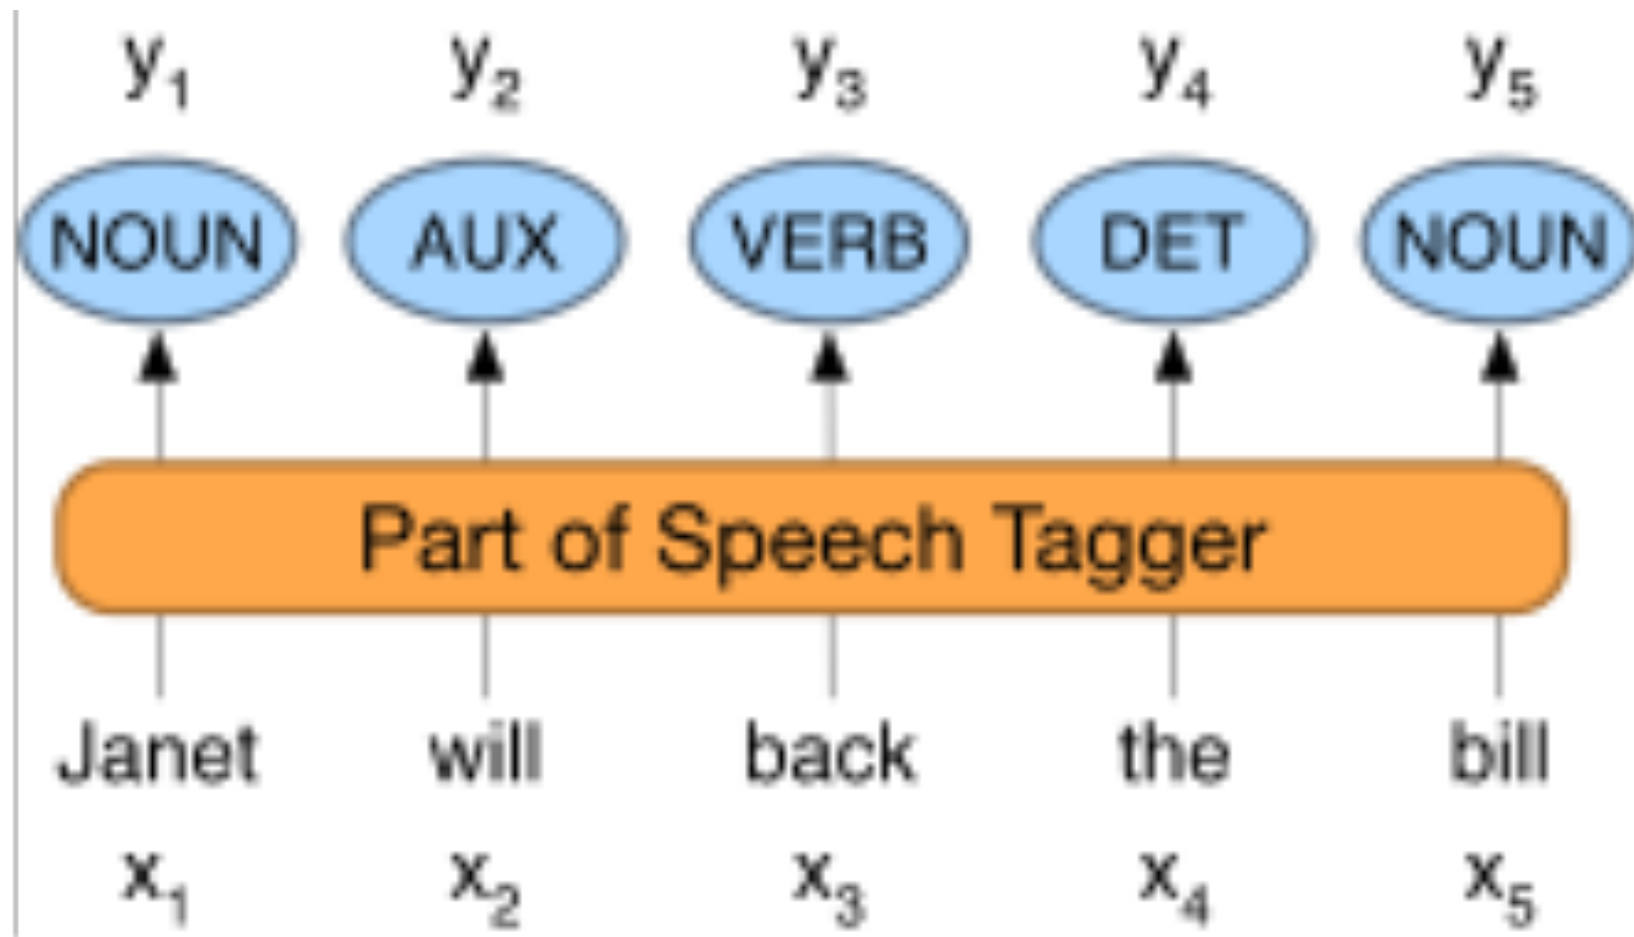 y₁ y₂ y₃ y₄ y₅
NOUN AUX VERB DET NOUN
Part of Speech Tagger
Janet will back the bill
x₁ x₂ x₃ x₄ x₅